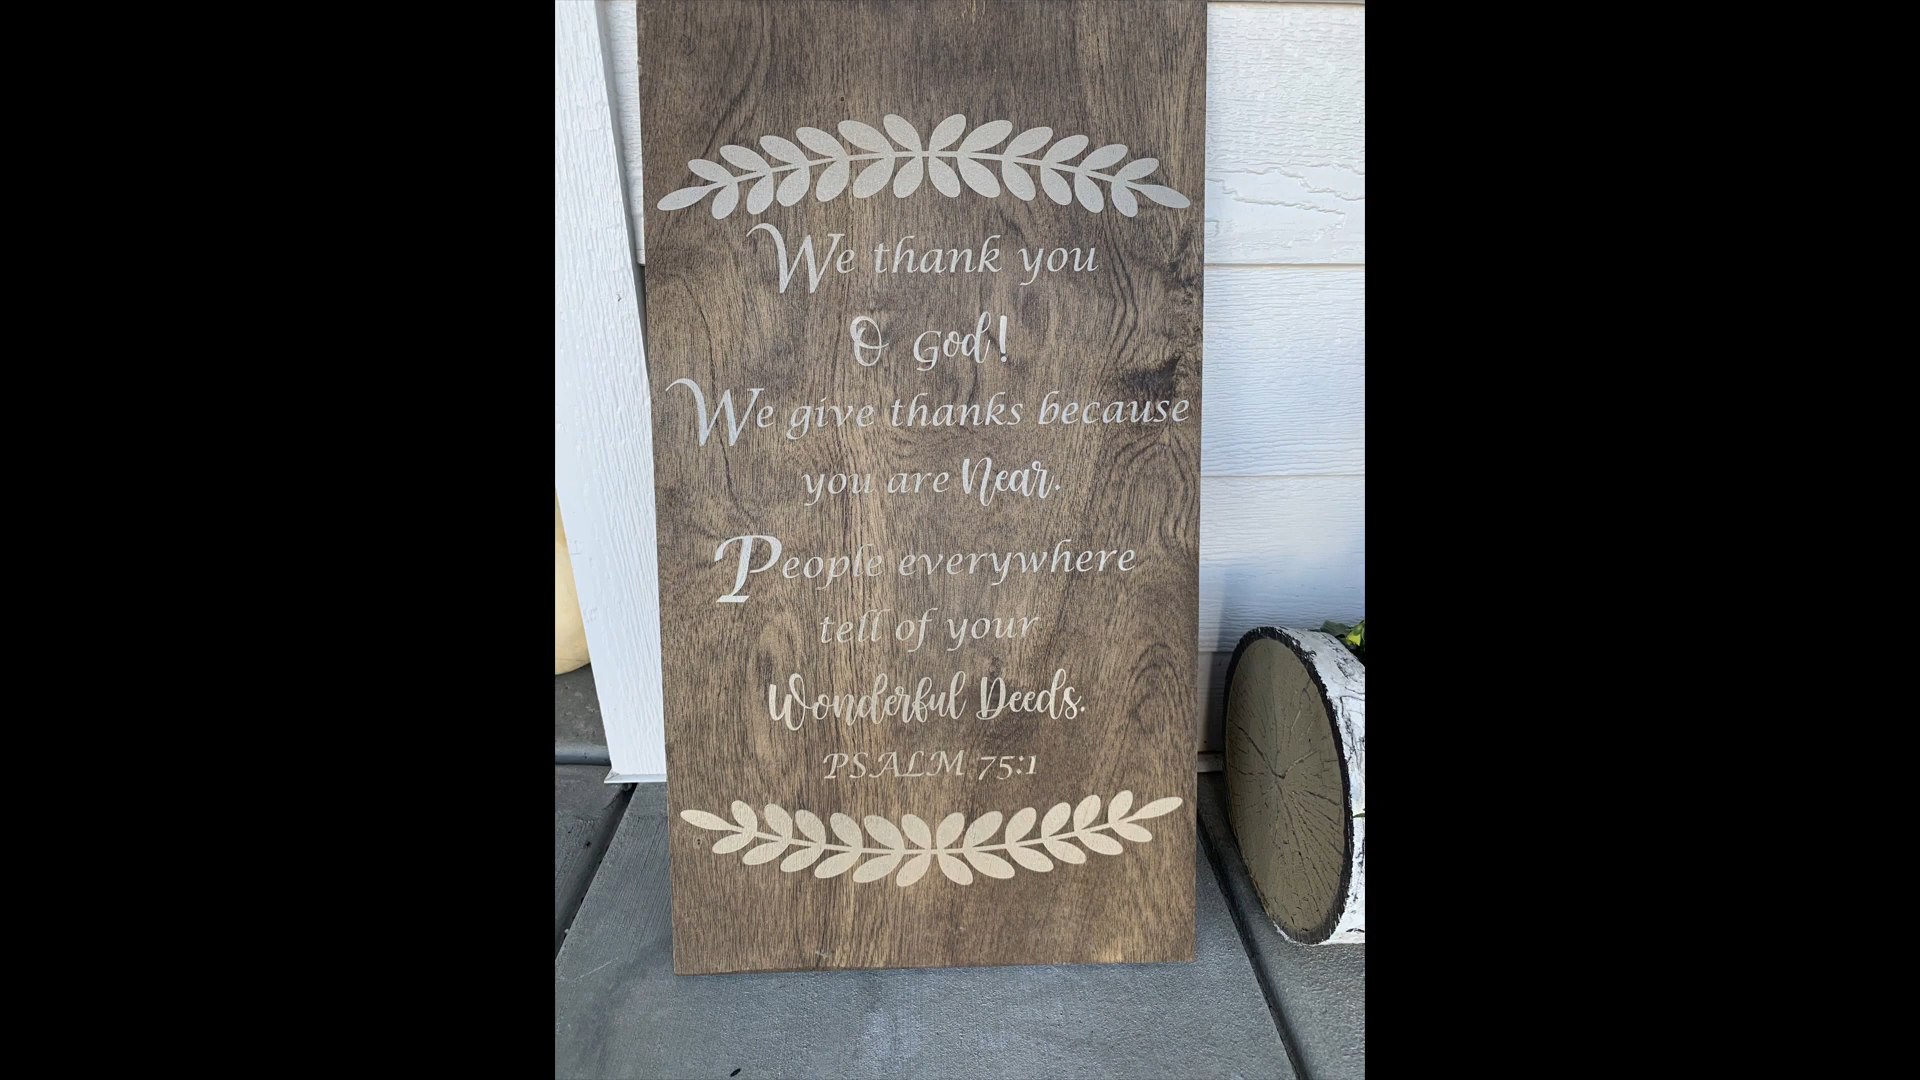 We thank you
O God!
We give thanks because
you are Near.
People everywhere
tell of your
Wonderful Deeds.
PSALM 75:1